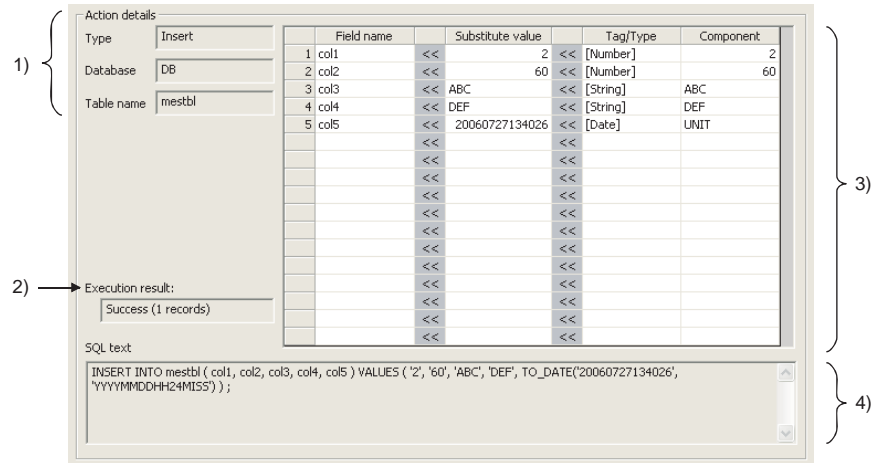 Action details
1)
Type Insert
Database DB
Table name mestbl
Field name Substitute value Tag/Type Component
1 col1 << 2 << [Number] 2
2 col2 << 60 << [Number] 60
3 col3 << ABC << [String] ABC
4 col4 << DEF << [String] DEF
5 col5 << 20060727134026 << [Date] UNIT
<< <<
<< <<
<< <<
<< <<
<< <<
<< <<
<< <<
<< <<
<< <<
<< <<
<< <<
<< <<
3)
2)
Execution result:
Success (1 records)
SQL text
INSERT INTO mestbl ( col1, col2, col3, col4, col5 ) VALUES ( '2', '60', 'ABC', 'DEF', TO_DATE('20060727134026',
'YYYYMMDDHH24MISS') ) ;
4)